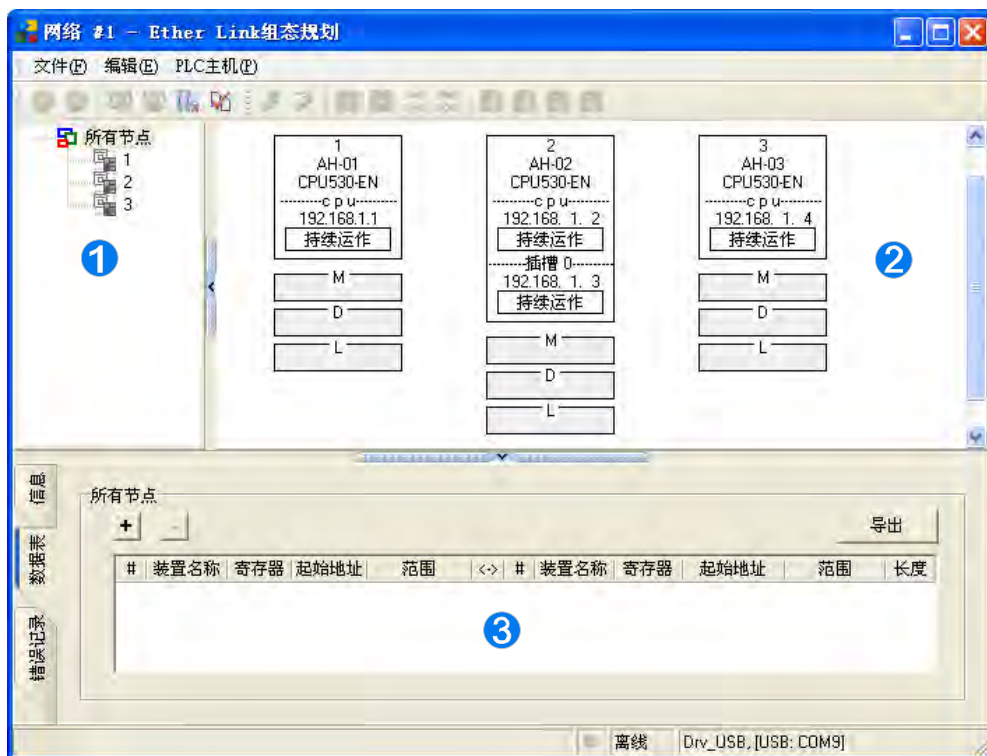 网络 #1 - Ether Link组态规划
文件(F) 编辑(E) PLC主机(P)
所有节点
1
2
3
1
1
AH-01
CPU530-EN
cpu
192.168.1.1
持续运作
M
D
L
2
AH-02
CPU530-EN
cpu
192.168. 1. 2
持续运作
插槽 0
192.168. 1. 3
持续运作
M
D
L
3
AH-03
CPU530-EN
cpu
192.168. 1. 4
持续运作
M
D
L
2
信息
数据表
错误记录
所有节点
+ -
导出
# 装置名称 寄存器 起始地址 范围 <-> # 装置名称 寄存器 起始地址 范围 长度
3
离线 Drv_USB, [USB: COM9]